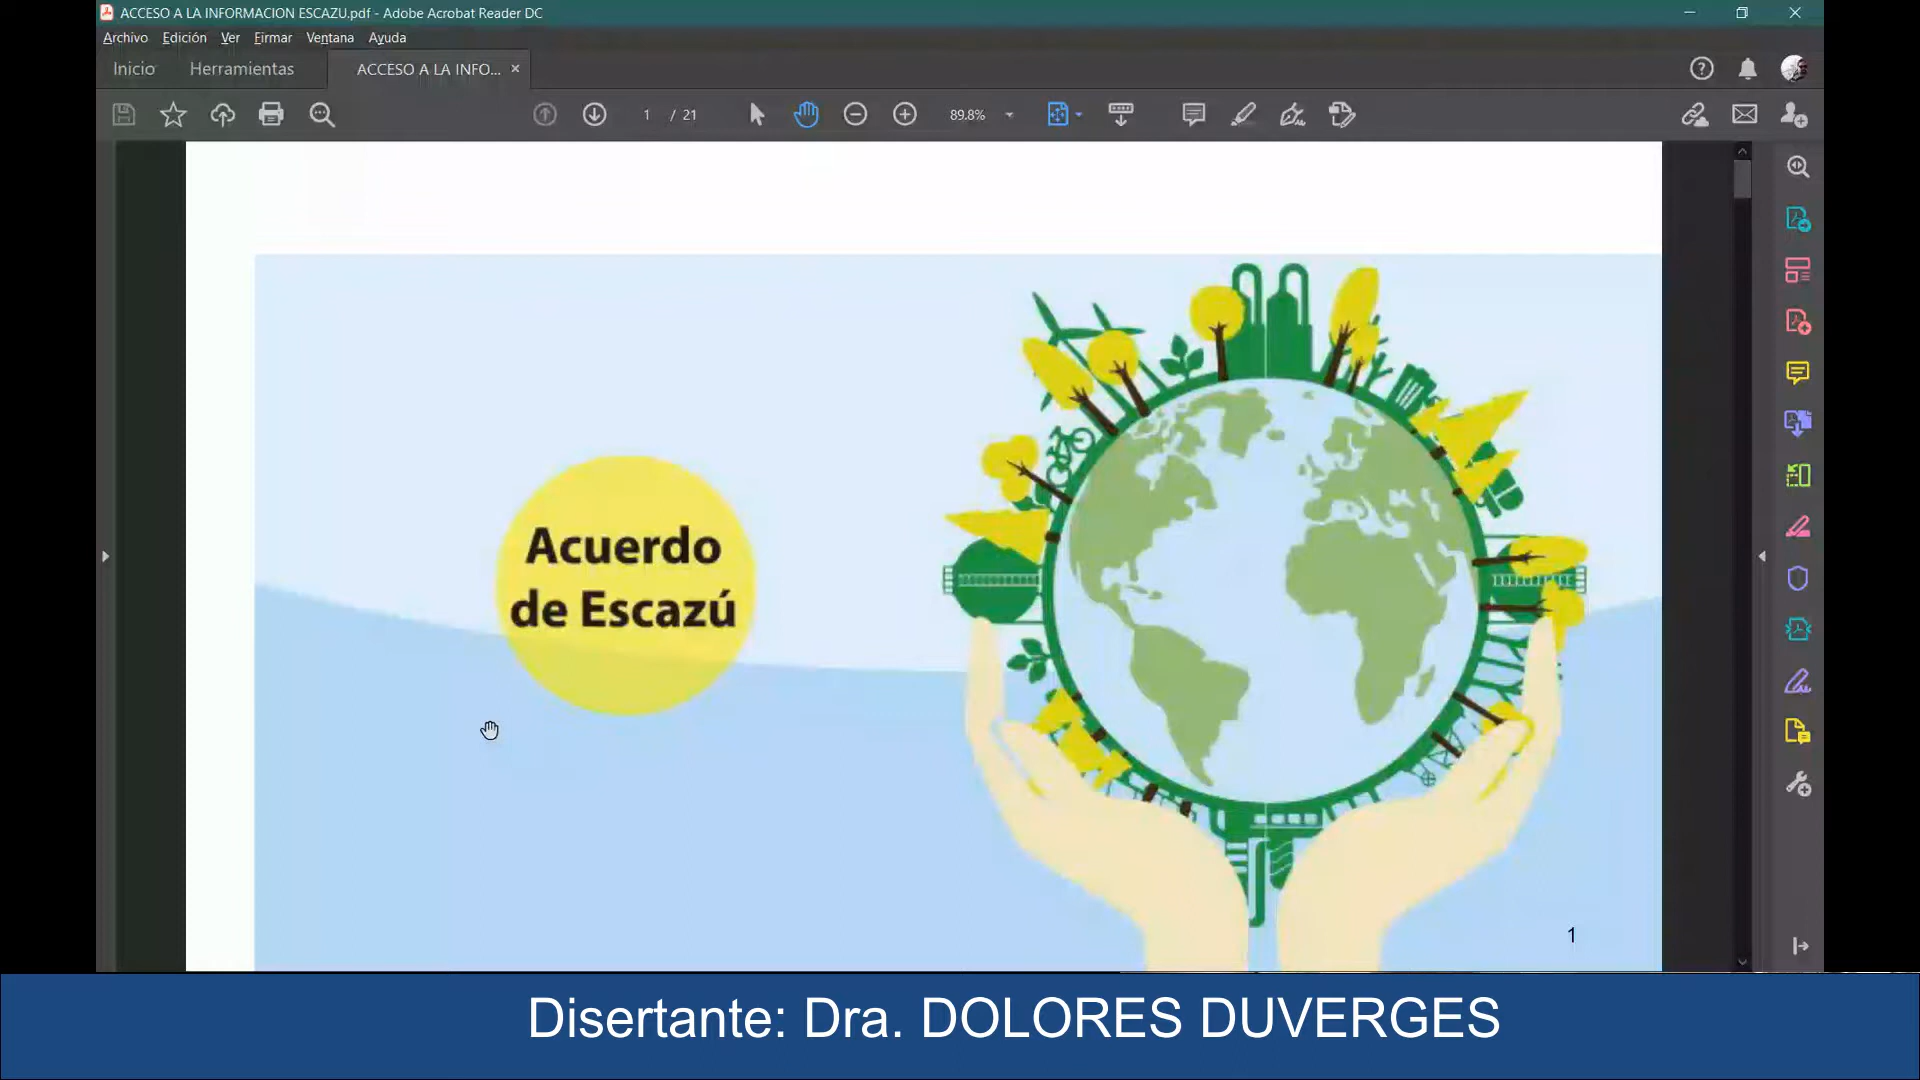 ACCESO A LA INFORMACION ESCAZU.pdf - Adobe Acrobat Reader DC
Archivo Edición Ver Firmar Ventana Ayuda
Inicio Herramientas ACCESO A LA INFO... ×
1 / 21 89,8%
Acuerdo
de Escazú
1
Disertante: Dra. DOLORES DUVERGES